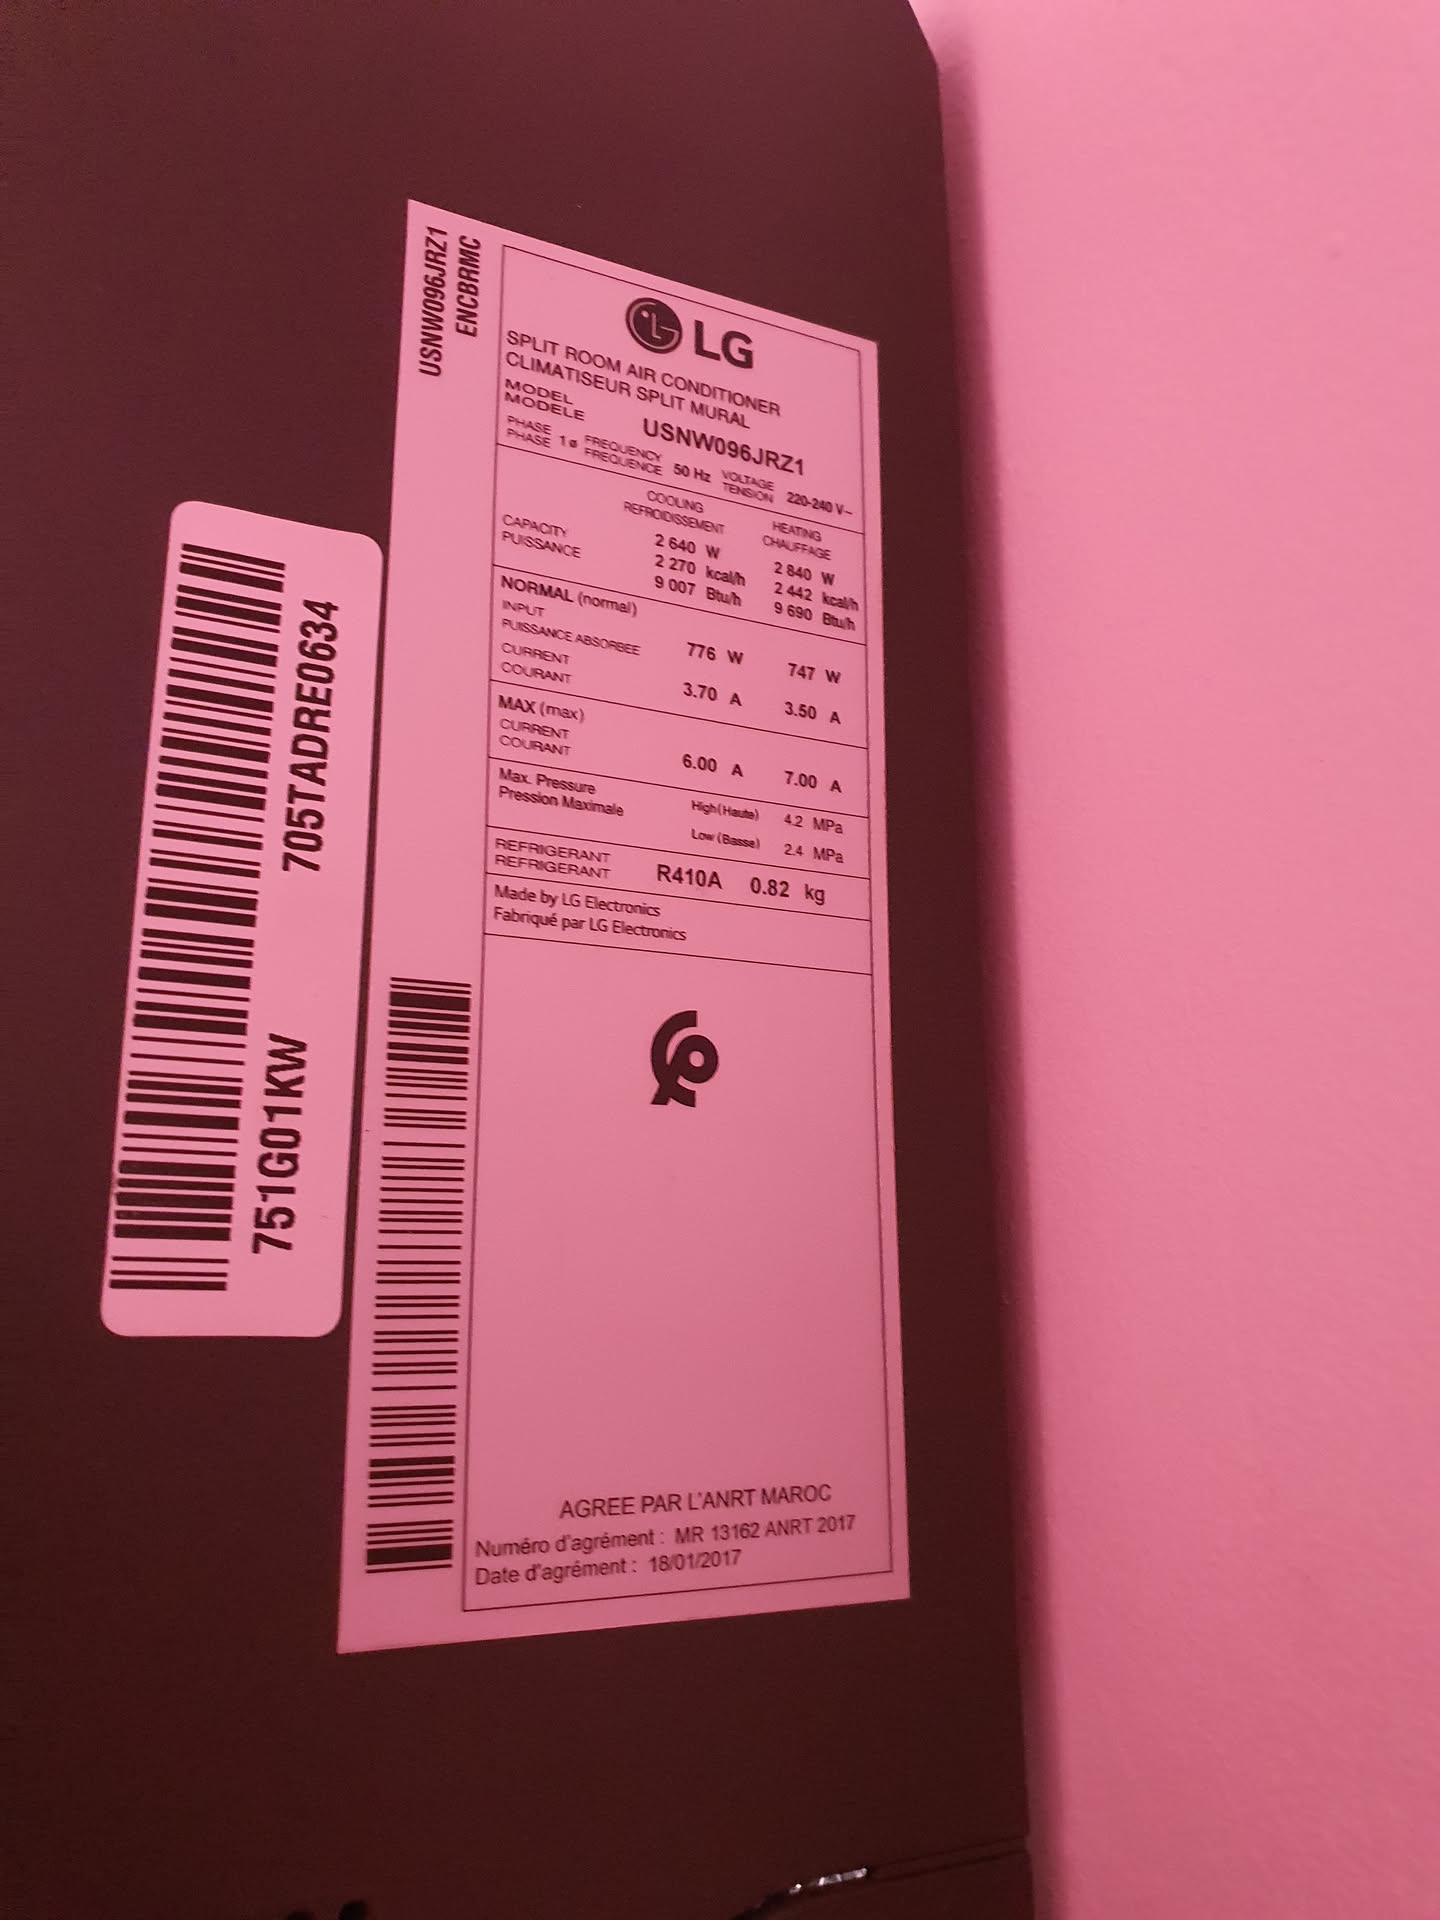 USNW096JRZ1
ENCBRMC
LG
SPLIT ROOM AIR CONDITIONER
CLIMATISEUR SPLIT MURAL
MODEL
MODELE
USNW096JRZ1
PHASE
PHASE
1ø
FREQUENCY
FREQUENCE
50 Hz
VOLTAGE
TENSION
220-240 V~
COOLING
REFROIDISSEMENT
HEATING
CHAUFFAGE
CAPACITY
PUISSANCE
2 640 W 2 840 W
2 270 kcal/h 2 442 kcal/h
9 007 Btu/h 9 690 Btu/h
NORMAL (normal)
INPUT
PUISSANCE ABSORBEE
776 W 747 W
CURRENT
COURANT
3.70 A 3.50 A
MAX (max)
CURRENT
COURANT
6.00 A 7.00 A
Max. Pressure
Pression Maximale
High(Haute) 4.2 MPa
Low (Basse) 2.4 MPa
REFRIGERANT
REFRIGERANT
R410A 0.82 kg
Made by LG Electronics
Fabriqué par LG Electronics
AGREE PAR L'ANRT MAROC
Numéro d'agrément : MR 13162 ANRT 2017
Date d'agrément : 18/01/2017
751G01KW 705TADRE0634